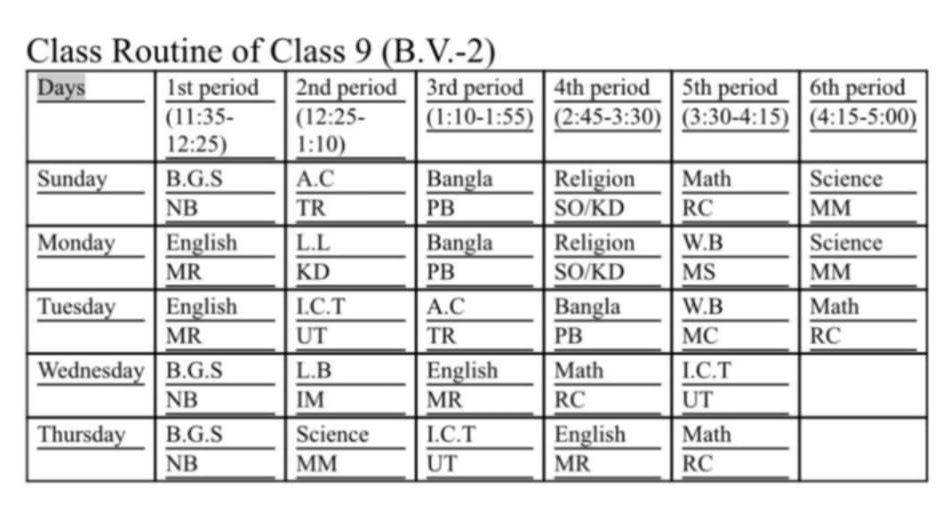 Class Routine of Class 9 (B.V.-2)
Days 1st period 2nd period 3rd period 4th period 5th period 6th period
(11:35- (12:25- (1:10-1:55) (2:45-3:30) (3:30-4:15) (4:15-5:00)
12:25) 1:10)
Sunday B.G.S A.C Bangla Religion Math Science
NB TR PB SO/KD RC MM
Monday English L.L Bangla Religion W.B Science
MR KD PB SO/KD MS MM
Tuesday English I.C.T A.C Bangla W.B Math
MR UT TR PB MC RC
Wednesday B.G.S L.B English Math I.C.T
NB IM MR RC UT
Thursday B.G.S Science I.C.T English Math
NB MM UT MR RC